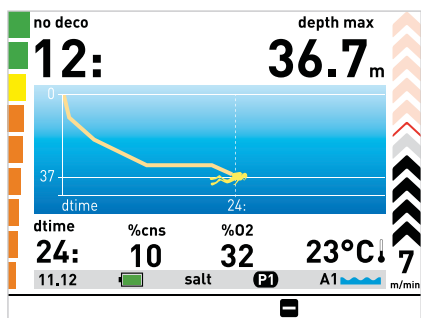 no deco depth max
12: 36.7m
0
37
dtime 24:
dtime %cns %O2
24: 10 32 23°C 7
11.12 salt P1 A1 m/min